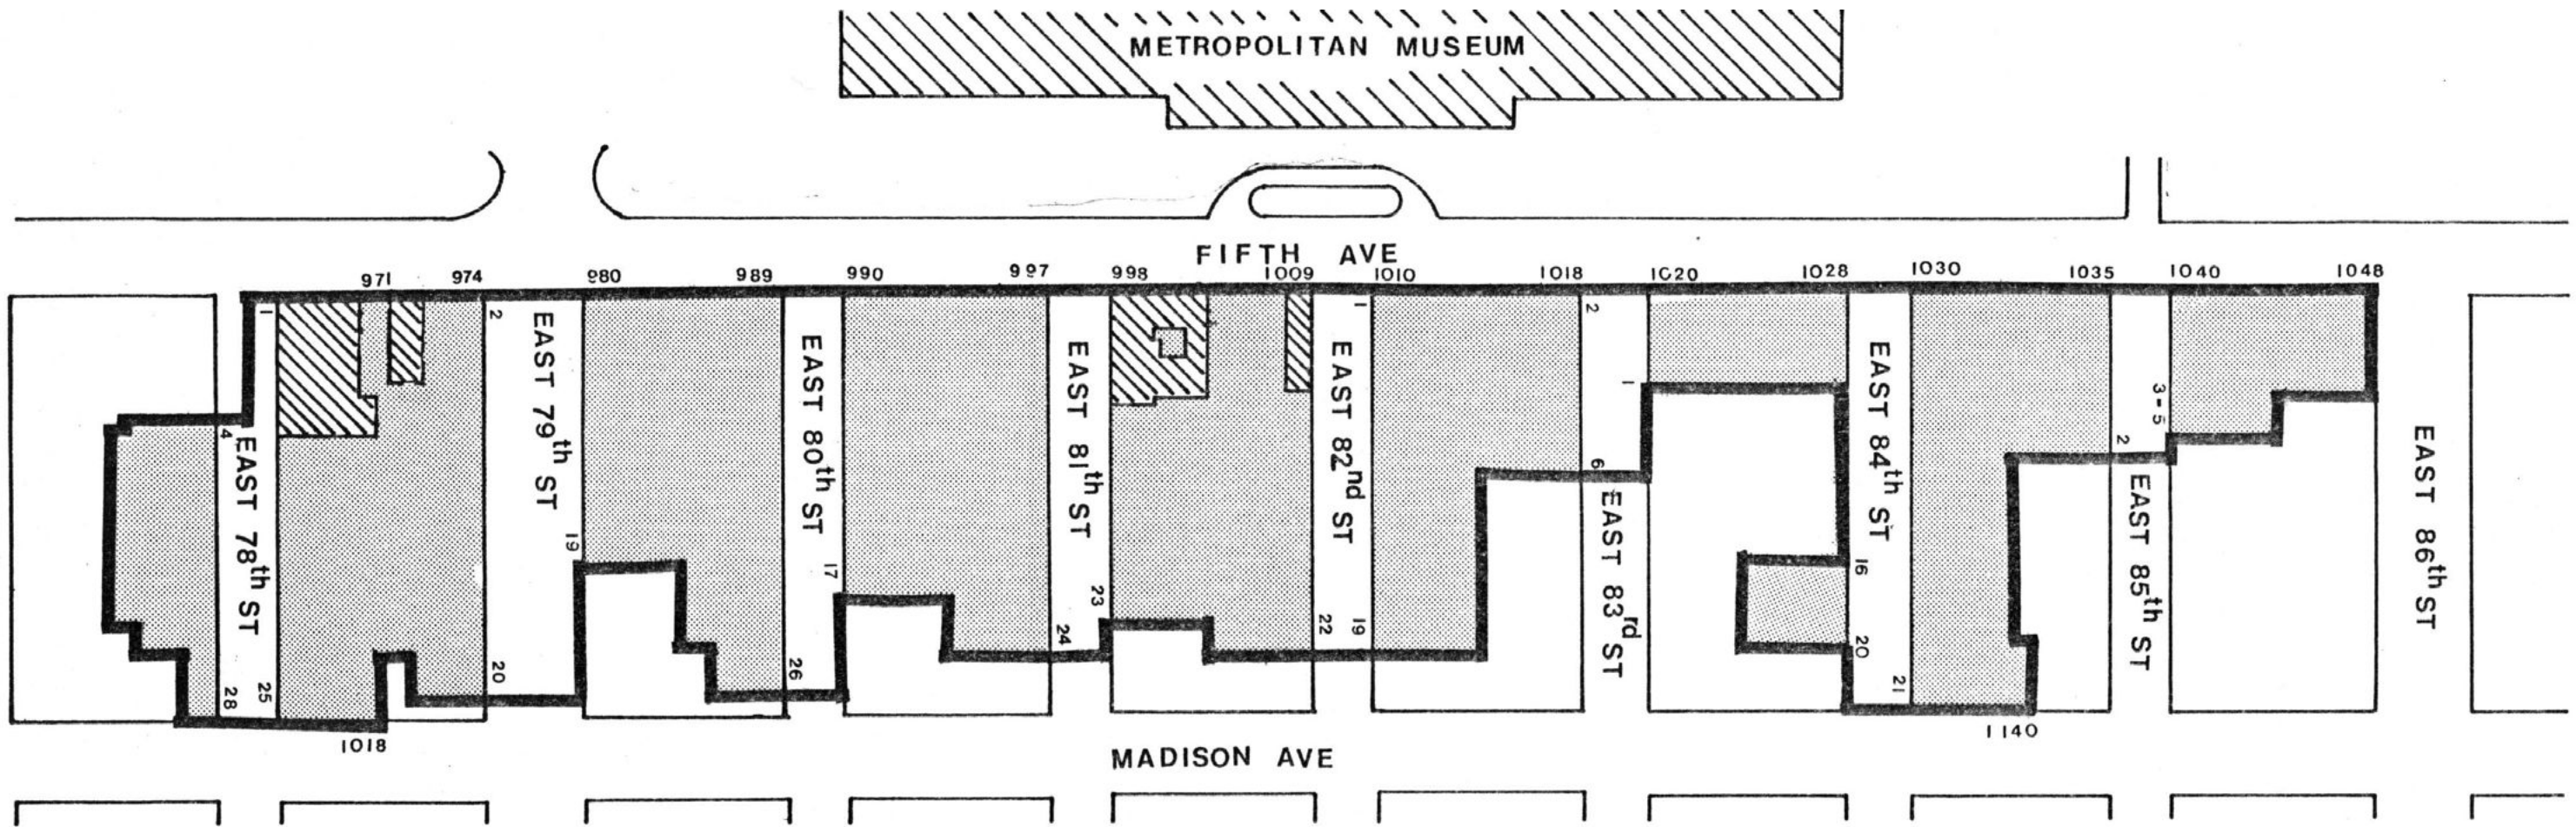 METROPOLITAN MUSEUM
FIFTH AVE
971 974 980 989 990 997 998 1009 1010 1018 1020 1028 1030 1035 1040 1048
1
4
EAST 78th ST
28
25
1018
2
EAST 79th ST
20
19
EAST 80th ST
26
17
EAST 81th ST
24
23
1
EAST 82nd ST
22
19
2
6
EAST 83rd ST
1
EAST 84th ST
16
20
21
1140
3-5
2
EAST 85th ST
EAST 86th ST
MADISON AVE